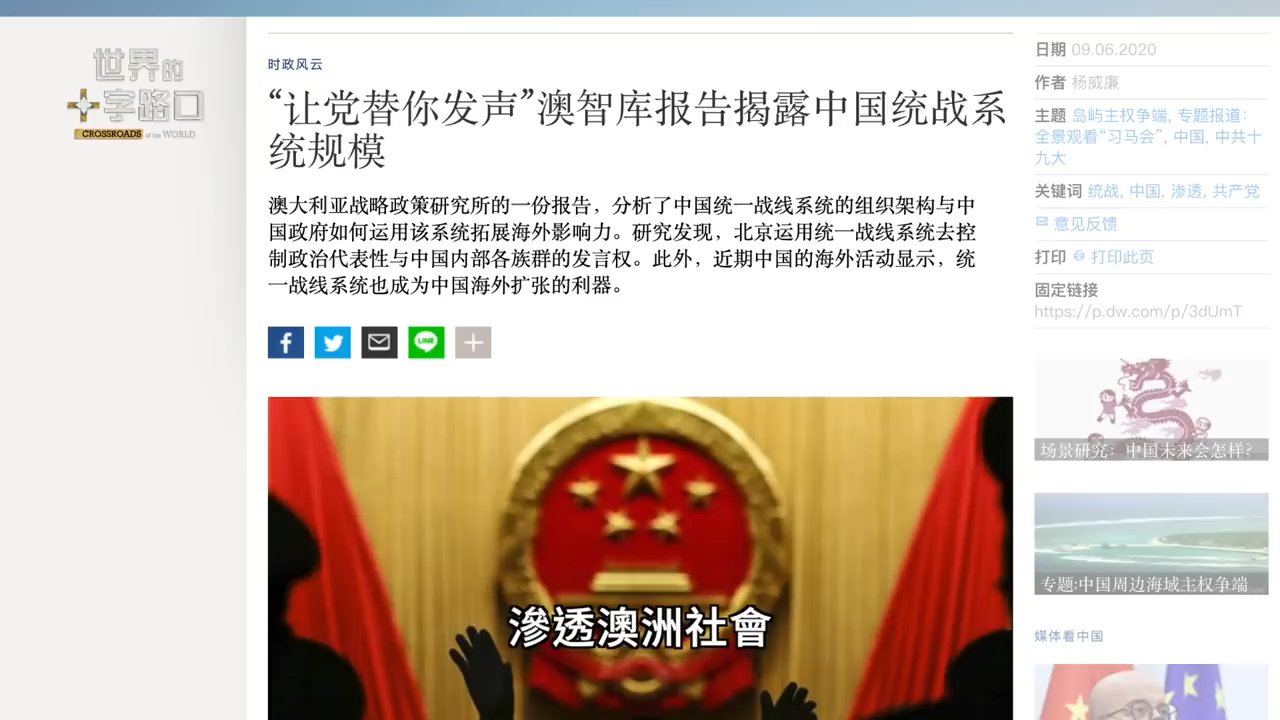 世界的
十字路口
CROSSROADS of the WORLD
时政风云
“让党替你发声”澳智库报告揭露中国统战系
统规模
澳大利亚战略政策研究所的一份报告，分析了中国统一战线系统的组织架构与中
国政府如何运用该系统拓展海外影响力。研究发现，北京运用统一战线系统去控
制政治代表性与中国内部各族群的发言权。此外，近期中国的海外活动显示，统
一战线系统也成为中国海外扩张的利器。
LINE
滲透澳洲社會
日期 09.06.2020
作者 杨威廉
主题 岛屿主权争端, 专题报道：
全景观看“习马会”, 中国, 中共十
九大
关键词 统战, 中国, 渗透, 共产党
意见反馈
打印 打印此页
固定链接
https://p.dw.com/p/3dUmT
场景研究：中国未来会怎样?
专题:中国周边海域主权争端
媒体看中国